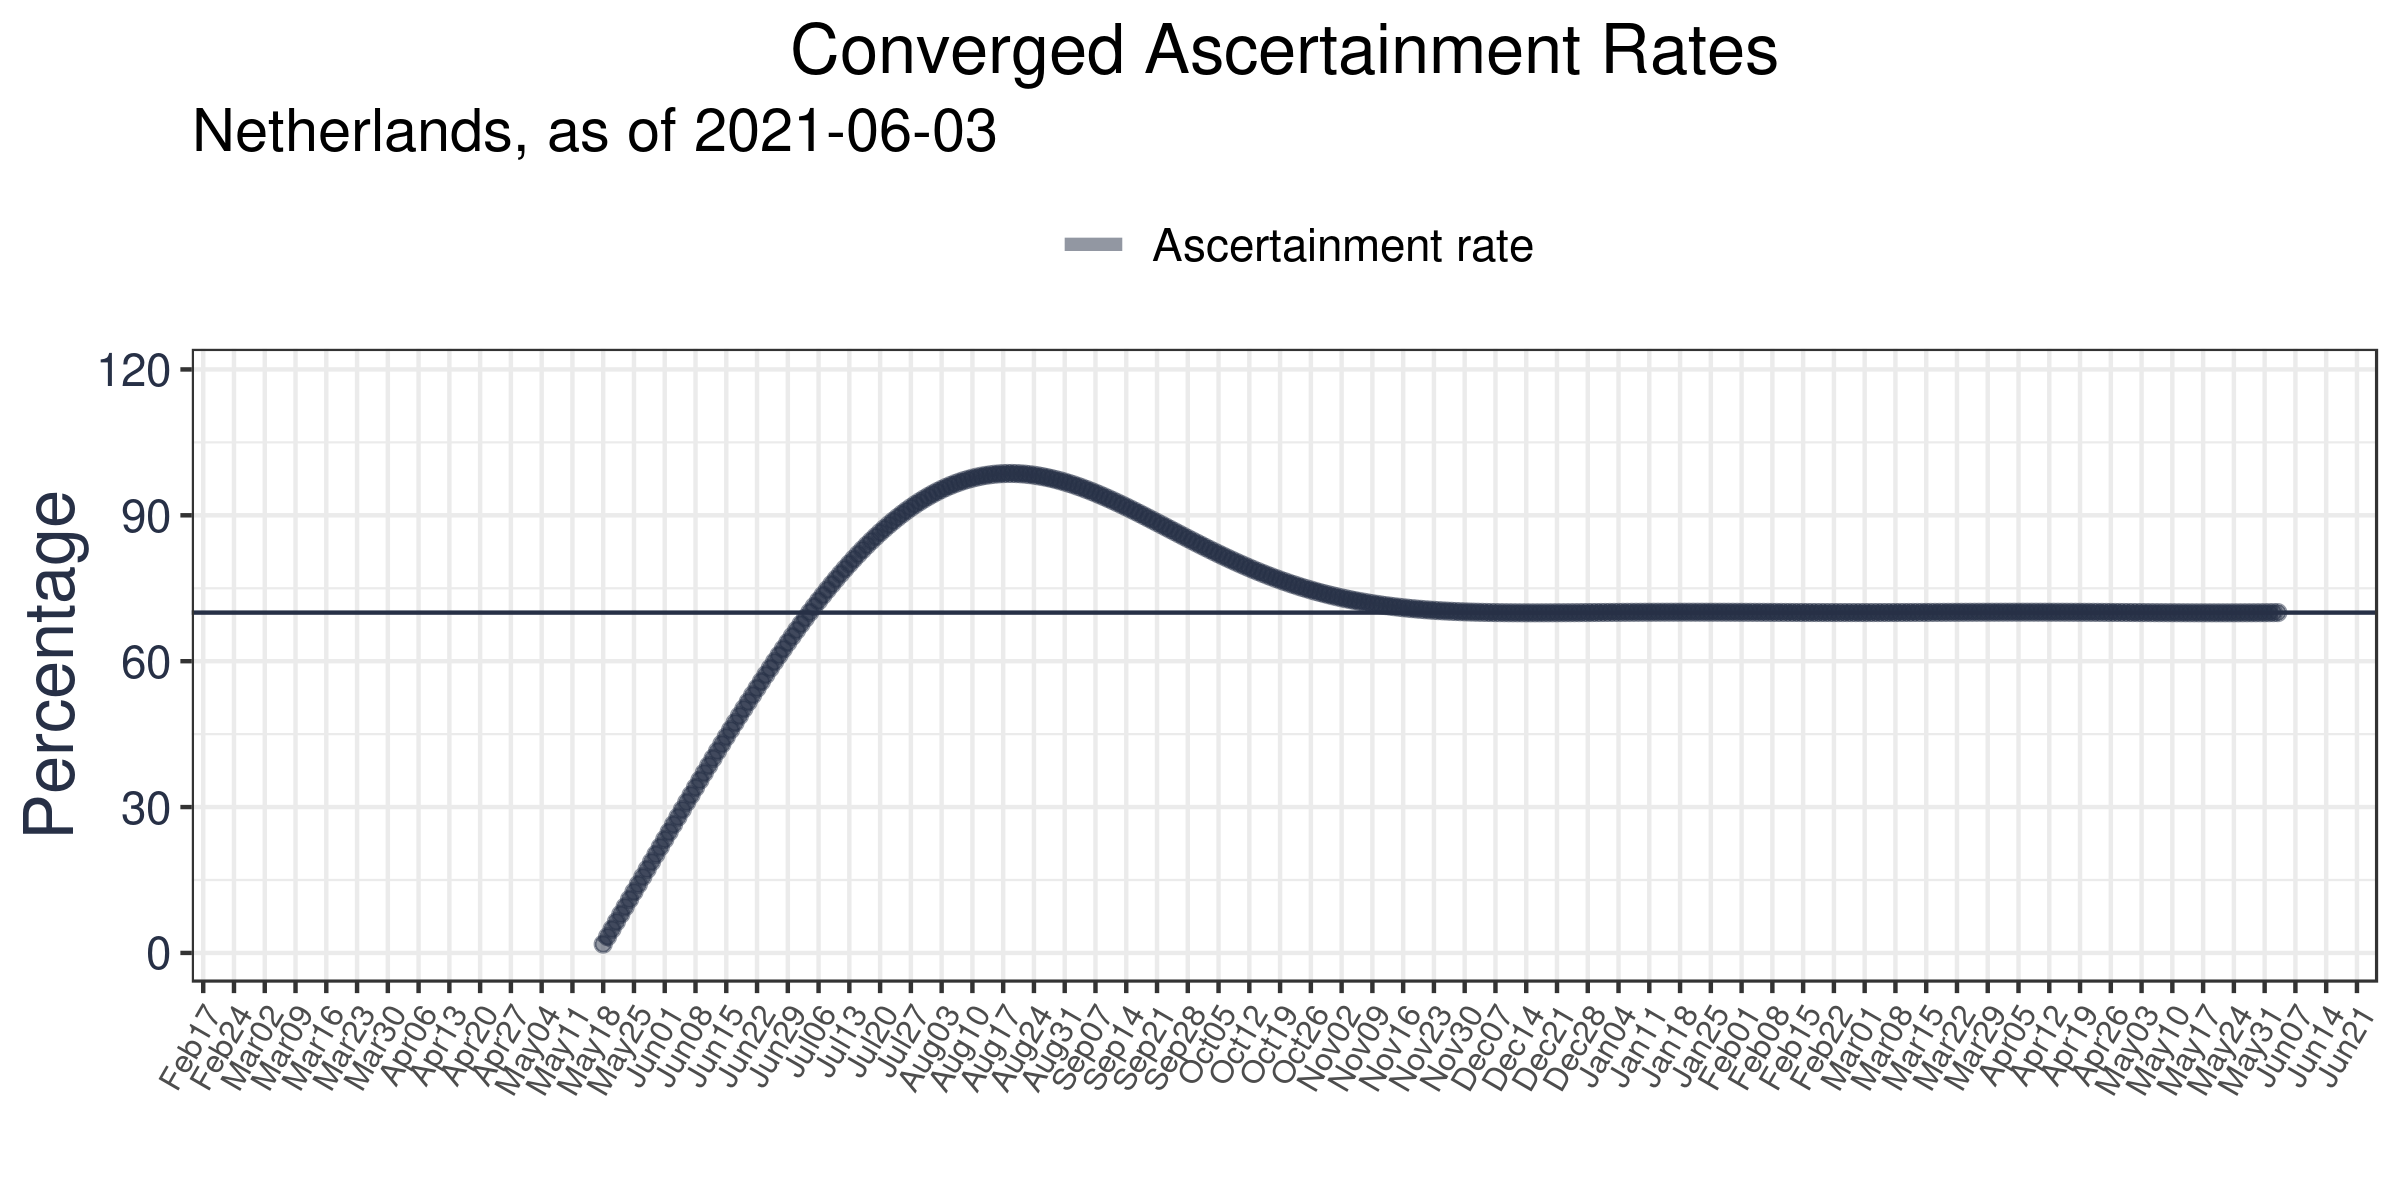 Converged Ascertainment Rates
Netherlands, as of 2021-06-03
Ascertainment rate
Percentage
120
90
60
30
0
Feb17
Feb24
Mar02
Mar09
Mar16
Mar23
Mar30
Apr06
Apr13
Apr20
Apr27
May04
May11
May18
May25
Jun01
Jun08
Jun15
Jun22
Jun29
Jul06
Jul13
Jul20
Jul27
Aug03
Aug10
Aug17
Aug24
Aug31
Sep07
Sep14
Sep21
Sep28
Oct05
Oct12
Oct19
Oct26
Nov02
Nov09
Nov16
Nov23
Nov30
Dec07
Dec14
Dec21
Dec28
Jan04
Jan11
Jan18
Jan25
Feb01
Feb08
Feb15
Feb22
Mar01
Mar08
Mar15
Mar22
Mar29
Apr05
Apr12
Apr19
Apr26
May03
May10
May17
May24
May31
Jun07
Jun14
Jun21